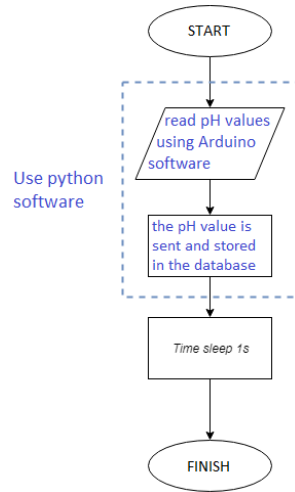 START
read pH values
using Arduino
software
Use python
software
the pH value is
sent and stored
in the database
Time sleep 1s
FINISH